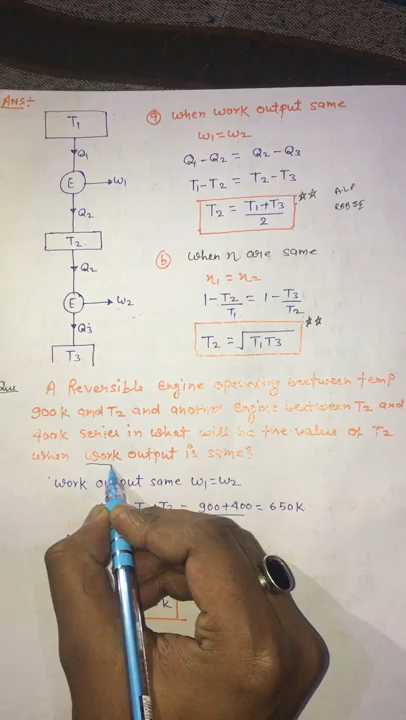 Ans:-
T1
Q1
E
W1
Q2
T2.
Q2
E
W2
Q3
T3
(a) when work output same
W1 = W2
Q1-Q2 = Q2-Q3
T1-T2 = T2-T3
T2 = T1+T3/2
ALP
(b) when η are same
η1 = η2
1-T2/T1 = 1-T3/T2
T2 = √T1T3
Que A Reversible Engine operating between temp
900k and T2 and another Engine between T2 and
400k series in what will be the value of T2
when work output is same?
work output same W1=W2
900+400 = 650K
K